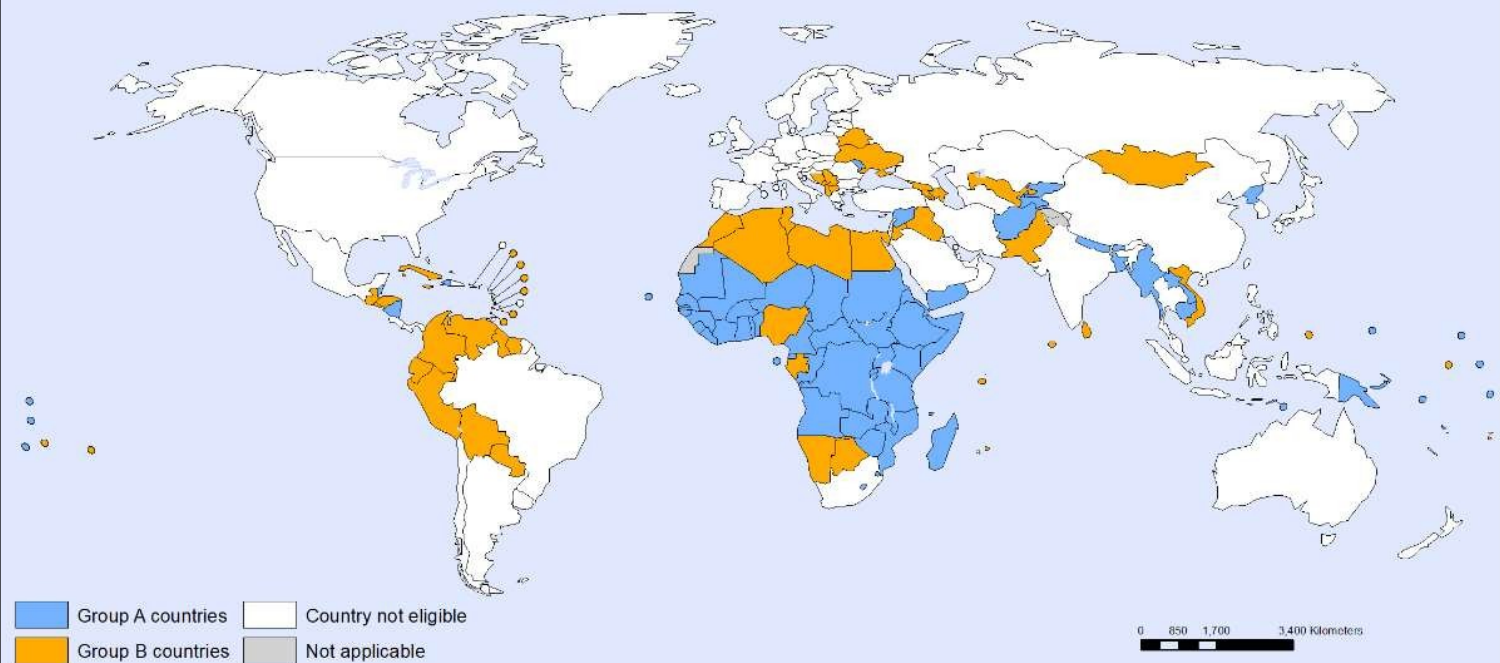 Group A countries
Country not eligible
Group B countries
Not applicable
0 850 1,700 3,400 Kilometers